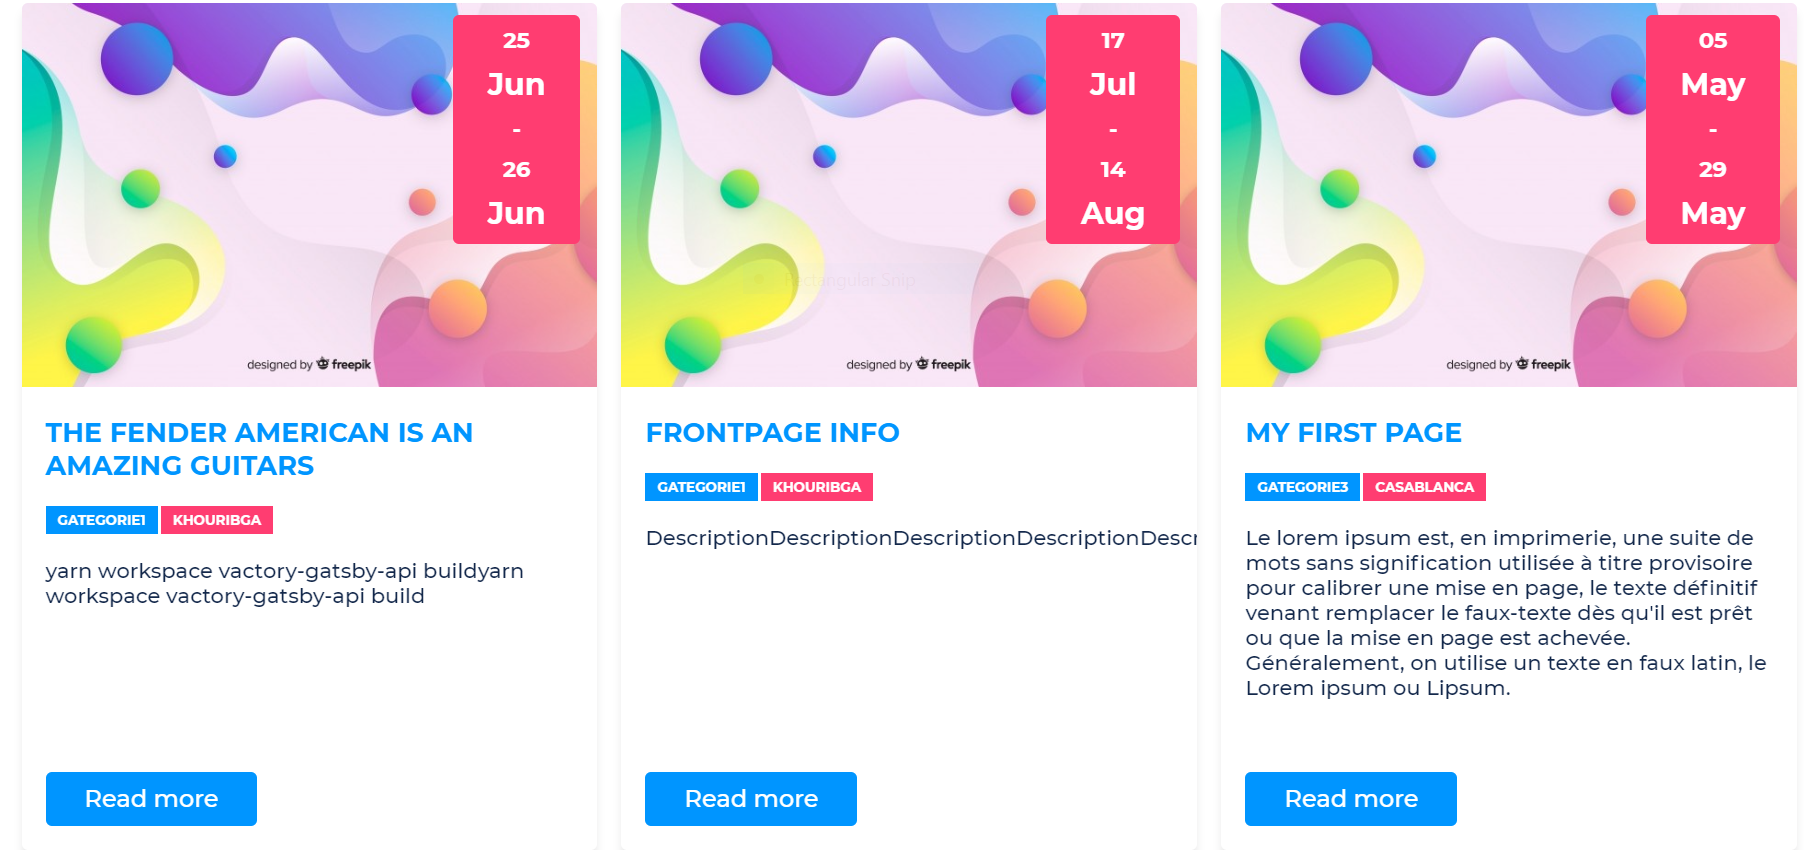 25
Jun
-
26
Jun
designed by freepik
THE FENDER AMERICAN IS AN
AMAZING GUITARS
GATEGORIE1 KHOURIBGA
yarn workspace vactory-gatsby-api buildyarn
workspace vactory-gatsby-api build
Read more
17
Jul
-
14
Aug
Rectangular Snip
designed by freepik
FRONTPAGE INFO
GATEGORIE1 KHOURIBGA
DescriptionDescriptionDescriptionDescriptionDescr
Read more
05
May
-
29
May
designed by freepik
MY FIRST PAGE
GATEGORIE3 CASABLANCA
Le lorem ipsum est, en imprimerie, une suite de
mots sans signification utilisée à titre provisoire
pour calibrer une mise en page, le texte définitif
venant remplacer le faux-texte dès qu'il est prêt
ou que la mise en page est achevée.
Généralement, on utilise un texte en faux latin, le
Lorem ipsum ou Lipsum.
Read more